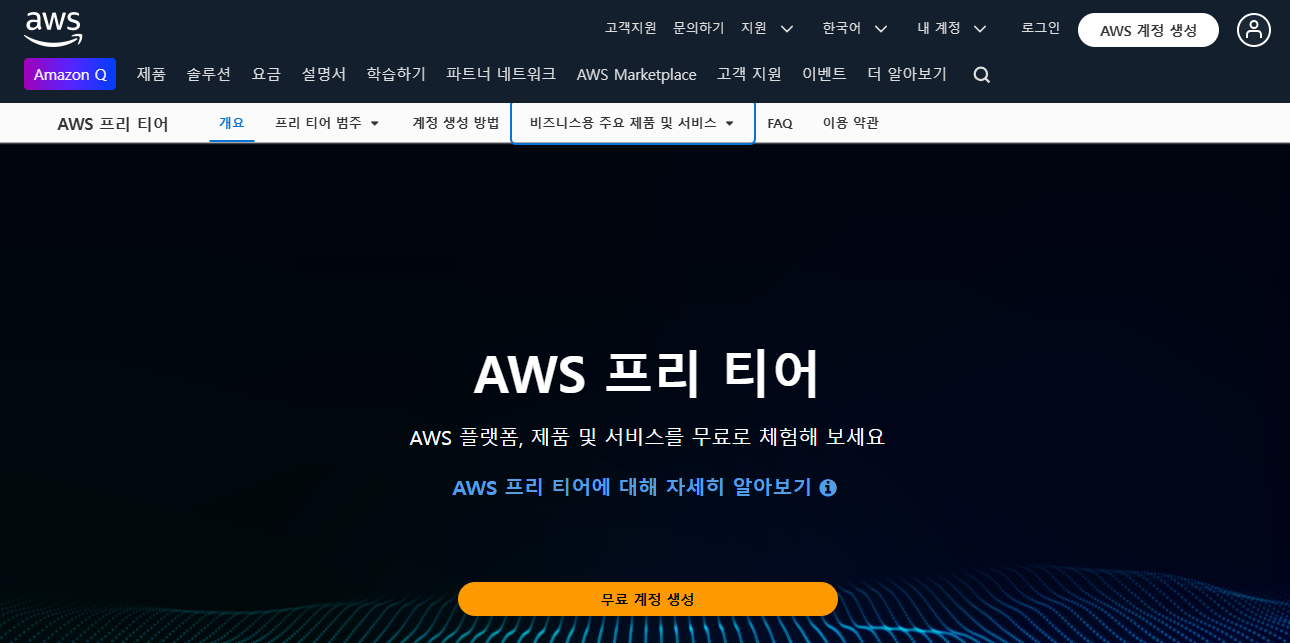 aws
고객지원 문의하기 지원 한국어 내 계정 로그인 AWS 계정 생성
Amazon Q 제품 솔루션 요금 설명서 학습하기 파트너 네트워크 AWS Marketplace 고객 지원 이벤트 더 알아보기
AWS 프리 티어 개요 프리 티어 범주 계정 생성 방법 비즈니스용 주요 제품 및 서비스 FAQ 이용 약관
AWS 프리 티어
AWS 플랫폼, 제품 및 서비스를 무료로 체험해 보세요
AWS 프리 티어에 대해 자세히 알아보기
무료 계정 생성